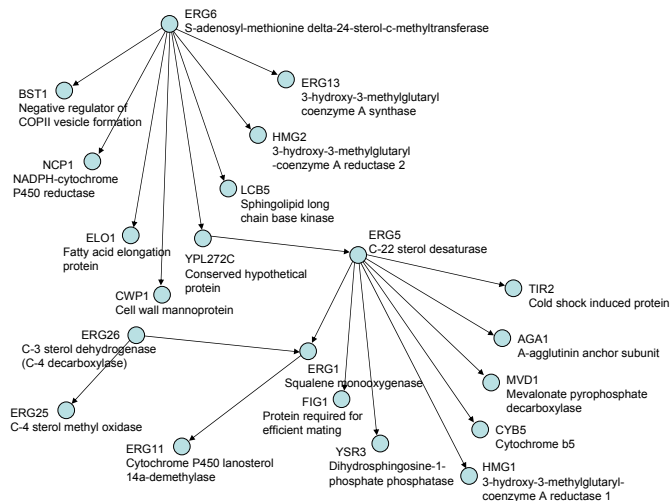 ERG6
S-adenosyl-methionine delta-24-sterol-c-methyltransferase
BST1
Negative regulator of
COPII vesicle formation
ERG13
3-hydroxy-3-methylglutaryl
coenzyme A synthase
HMG2
3-hydroxy-3-methylglutaryl
-coenzyme A reductase 2
NCP1
NADPH-cytochrome
P450 reductase
LCB5
Sphingolipid long
chain base kinase
ELO1
Fatty acid elongation
protein
YPL272C
Conserved hypothetical
protein
ERG5
C-22 sterol desaturase
CWP1
Cell wall mannoprotein
TIR2
Cold shock induced protein
ERG26
C-3 sterol dehydrogenase
(C-4 decarboxylase)
AGA1
A-agglutinin anchor subunit
ERG1
Squalene monooxygenase
MVD1
Mevalonate pyrophosphate
decarboxylase
FIG1
Protein required for
efficient mating
ERG25
C-4 sterol methyl oxidase
CYB5
Cytochrome b5
ERG11
Cytochrome P450 lanosterol
14a-demethylase
YSR3
Dihydrosphingosine-1-
phosphate phosphatase
HMG1
3-hydroxy-3-methylglutaryl-
coenzyme A reductase 1